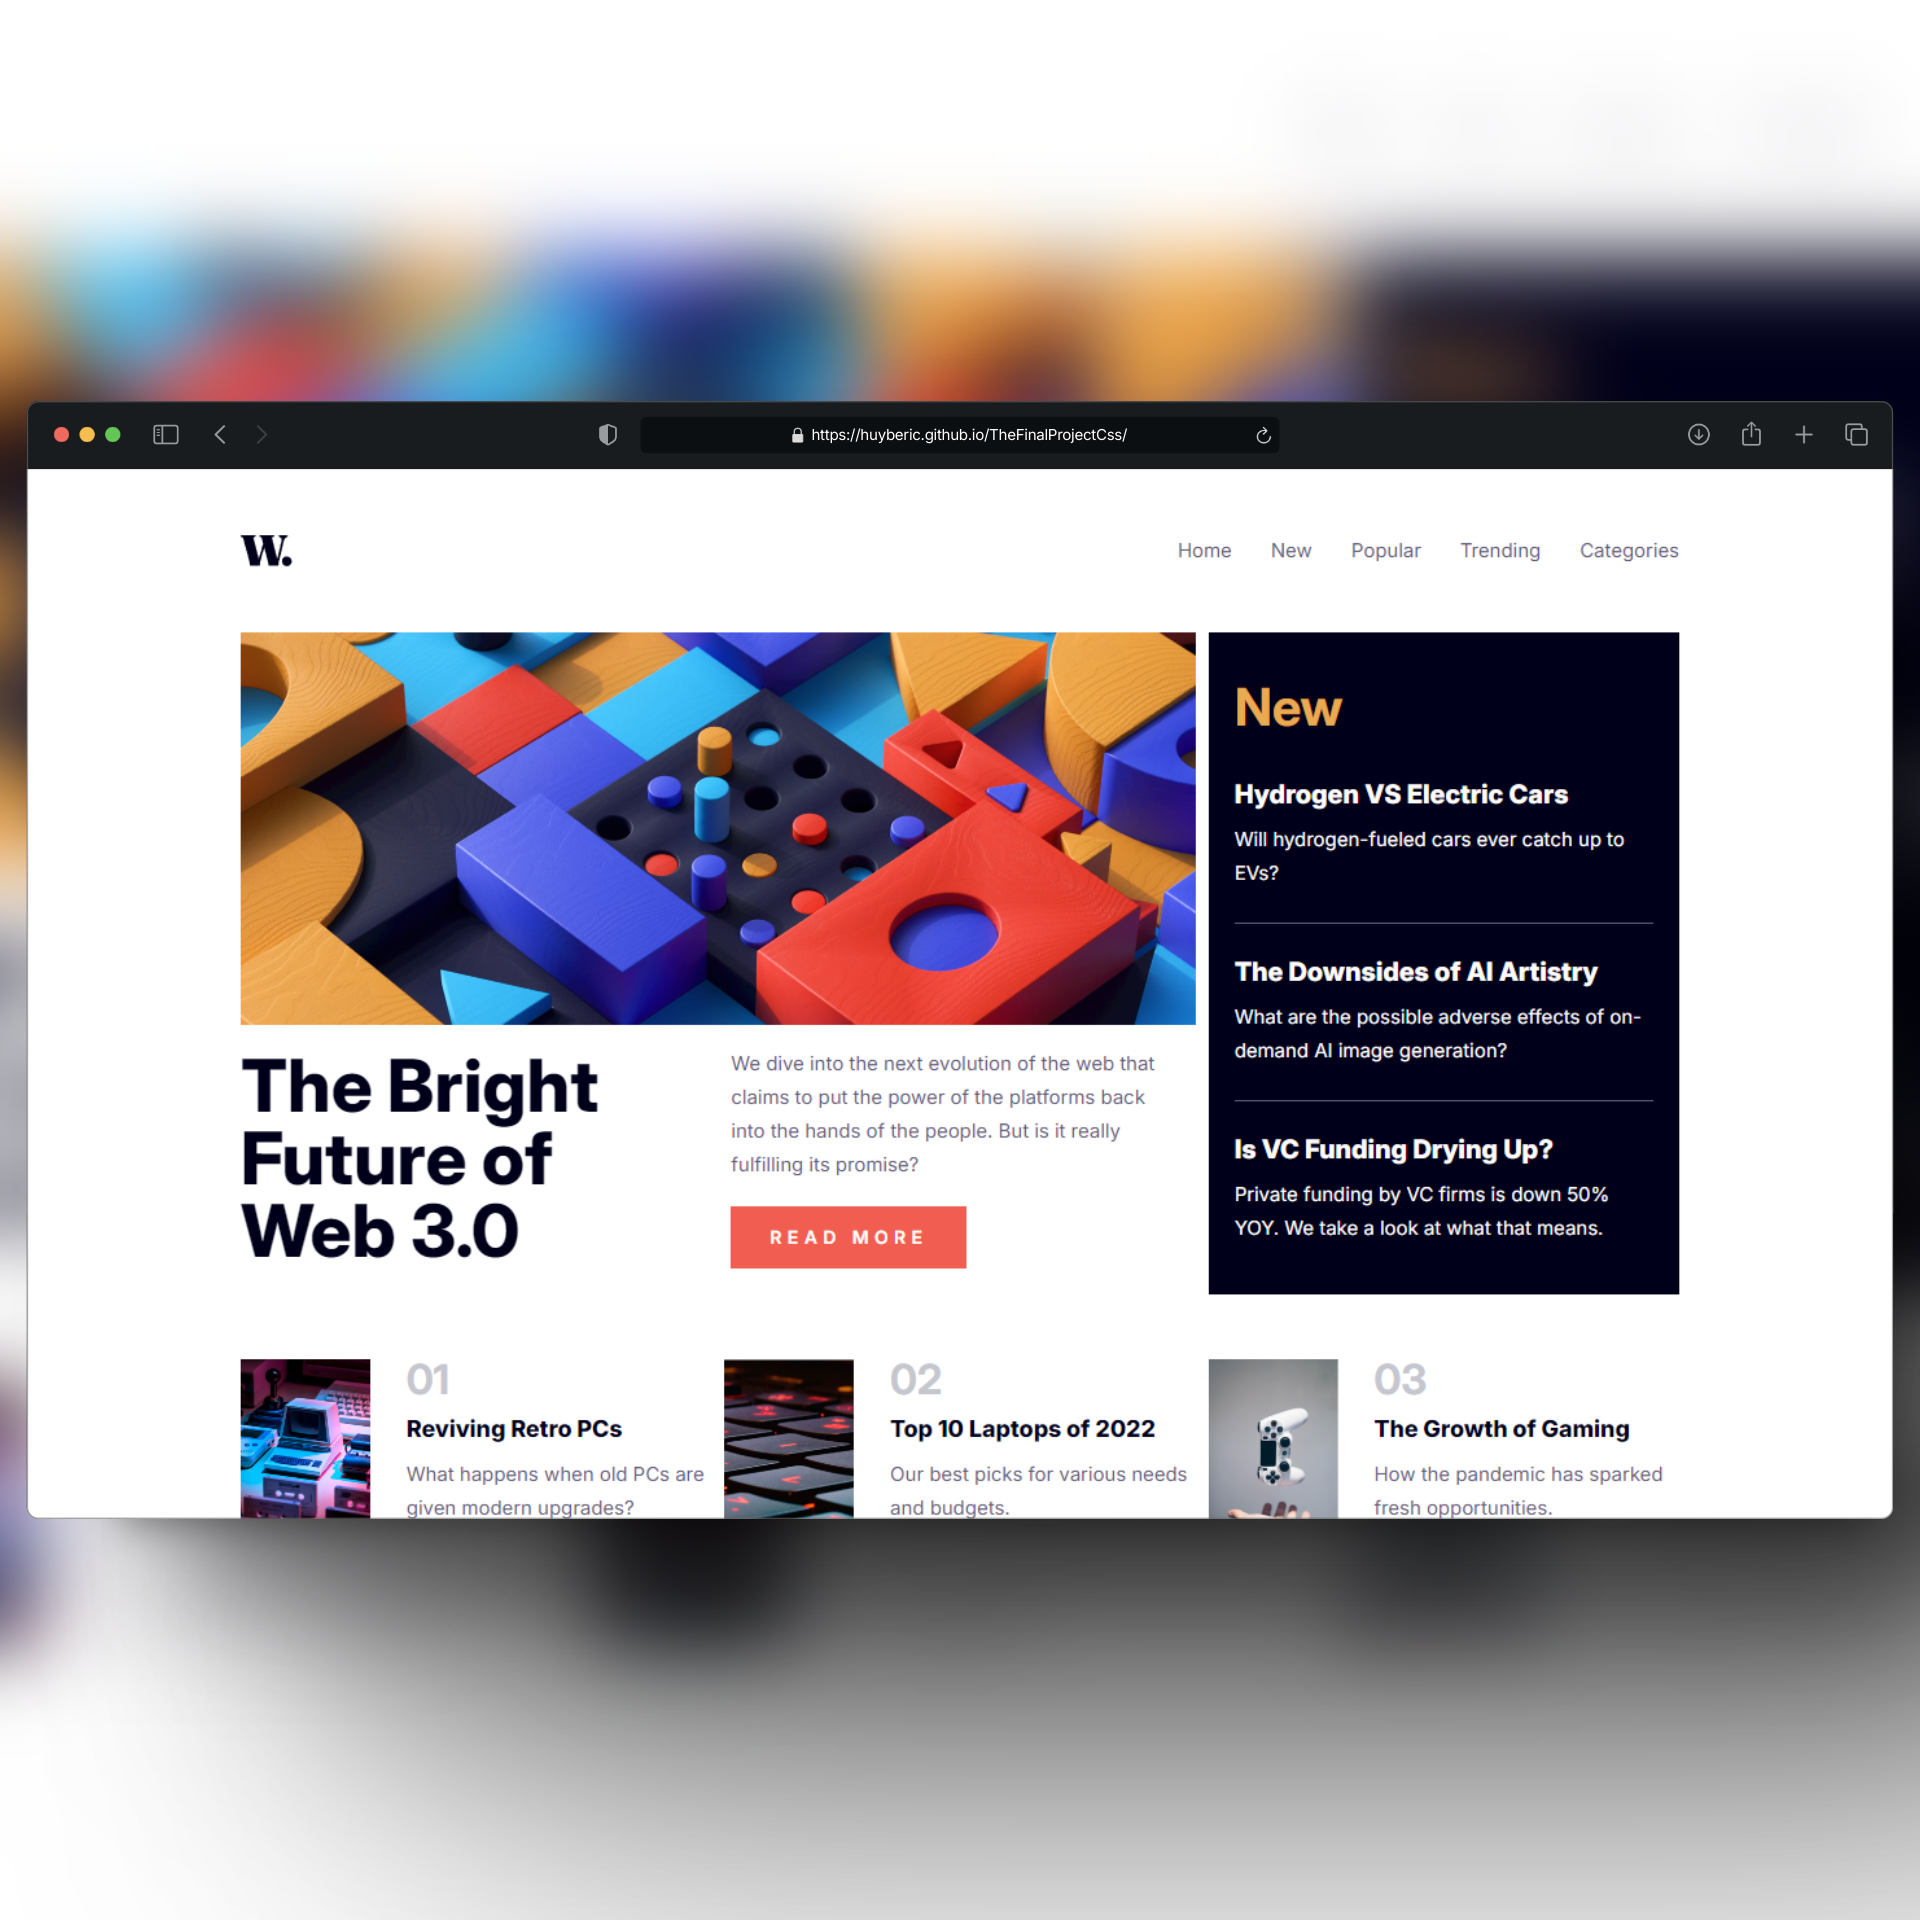 https://huyberic.github.io/TheFinalProjectCss/
W.
Home New Popular Trending Categories
The Bright
Future of
Web 3.0
We dive into the next evolution of the web that
claims to put the power of the platforms back
into the hands of the people. But is it really
fulfilling its promise?
READ MORE
New
Hydrogen VS Electric Cars
Will hydrogen-fueled cars ever catch up to
EVs?
The Downsides of AI Artistry
What are the possible adverse effects of on-
demand AI image generation?
Is VC Funding Drying Up?
Private funding by VC firms is down 50%
YOY. We take a look at what that means.
01
Reviving Retro PCs
What happens when old PCs are
given modern upgrades?
02
Top 10 Laptops of 2022
Our best picks for various needs
and budgets.
03
The Growth of Gaming
How the pandemic has sparked
fresh opportunities.